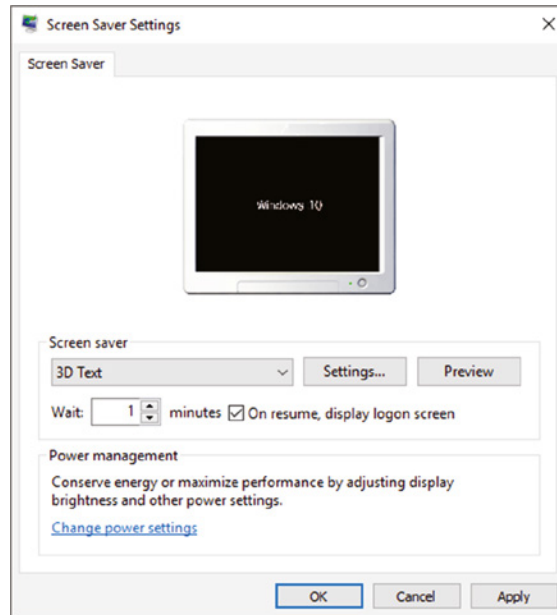 Screen Saver Settings
Screen Saver
Windows 10
Screen saver
3D Text Settings... Preview
Wait: 1 minutes On resume, display logon screen
Power management
Conserve energy or maximize performance by adjusting display
brightness and other power settings.
Change power settings
OK Cancel Apply